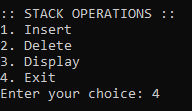 :: STACK OPERATIONS ::
1. Insert
2. Delete
3. Display
4. Exit
Enter your choice: 4